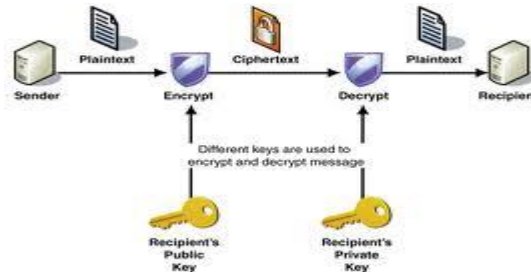 Plaintext
Ciphertext
Plaintext
Sender
Encrypt
Decrypt
Recipien
Different keys are used to
encrypt and decrypt message
Recipient's
Public
Key
Recipient's
Private
Key